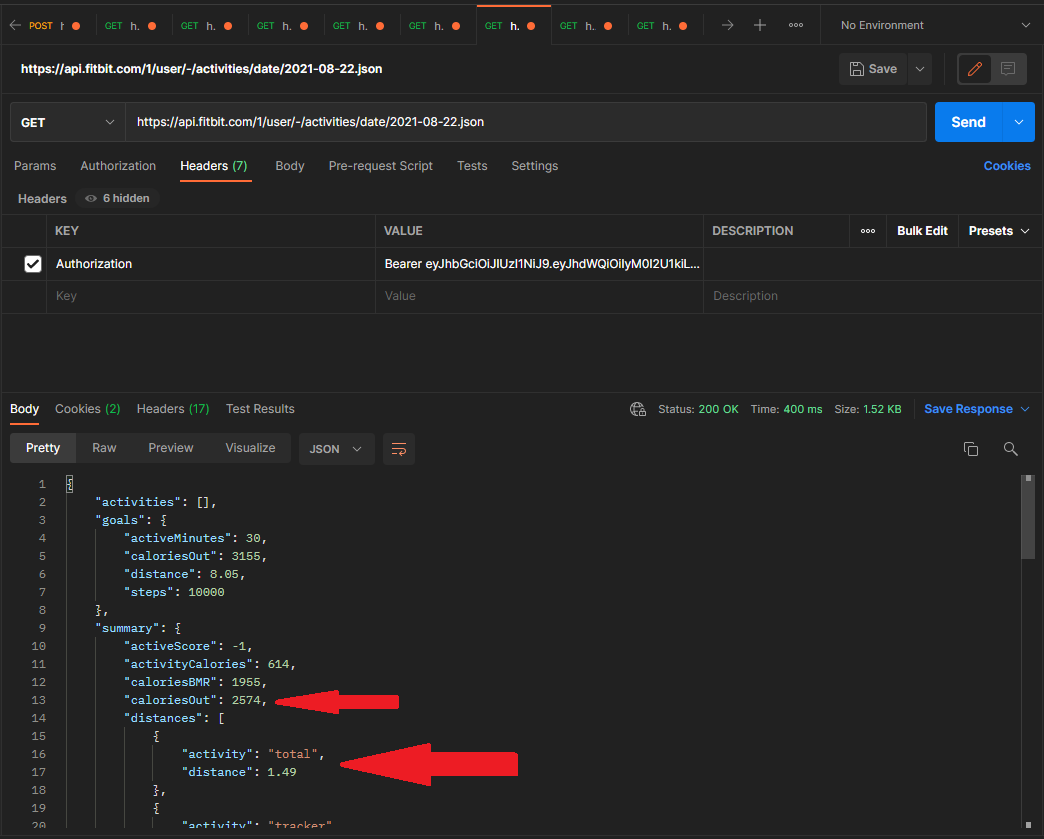 POST h GET h. GET h. GET h. GET h. GET h. GET h. GET h.. GET h. No Environment
https://api.fitbit.com/1/user/-/activities/date/2021-08-22.json Save
GET https://api.fitbit.com/1/user/-/activities/date/2021-08-22.json Send
Params Authorization Headers (7) Body Pre-request Script Tests Settings Cookies
Headers 6 hidden
KEY VALUE DESCRIPTION Bulk Edit Presets
Authorization Bearer eyJhbGciOiJIUzI1NiJ9.eyJhdWQiOiIyM0I2U1kiL...
Key Value Description
Body Cookies (2) Headers (17) Test Results Status: 200 OK Time: 400 ms Size: 1.52 KB Save Response
Pretty Raw Preview Visualize JSON
1 {
2 "activities": [],
3 "goals": {
4 "activeMinutes": 30,
5 "caloriesOut": 3155,
6 "distance": 8.05,
7 "steps": 10000
8 },
9 "summary": {
10 "activeScore": -1,
11 "activityCalories": 614,
12 "caloriesBMR": 1955,
13 "caloriesOut": 2574,
14 "distances": [
15 {
16 "activity": "total",
17 "distance": 1.49
18 },
19 {
20 "activity": "tracker"